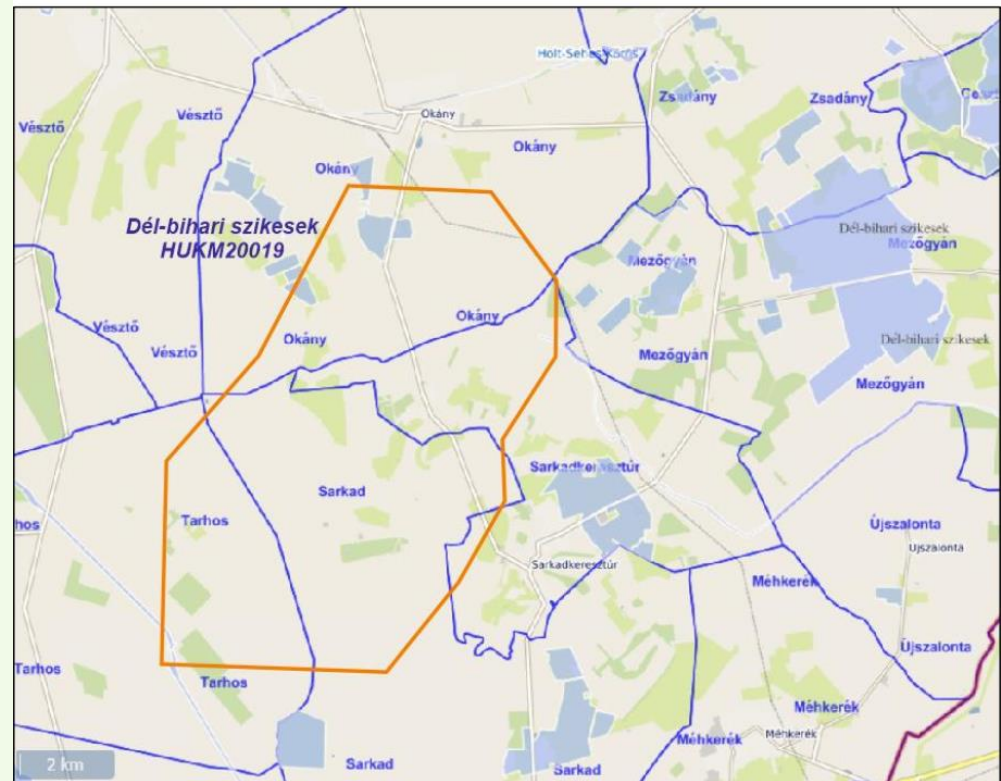 Holt-Sebes-Körös
Zsadány
Zsadány
Vésztő
Vésztő
Okány
Vésztő
Okány
Okány
Dél-bihari szikesek
HUKM20019
Dél-bihari szikesek
Mezőgyán
Mezőgyán
Okány
Vésztő
Okány
Dél-bihari szikesek
Vésztő
Mezőgyán
Mezőgyán
Sarkadkeresztúr
Sarkad
Tarhos
hos
Újszalonta
Újszalonta
Sarkadkeresztúr
Méhkerék
Újszalonta
Tarhos
Tarhos
Méhkerék
Méhkerék
Méhkerék
2 km
Sarkad
Sarkad